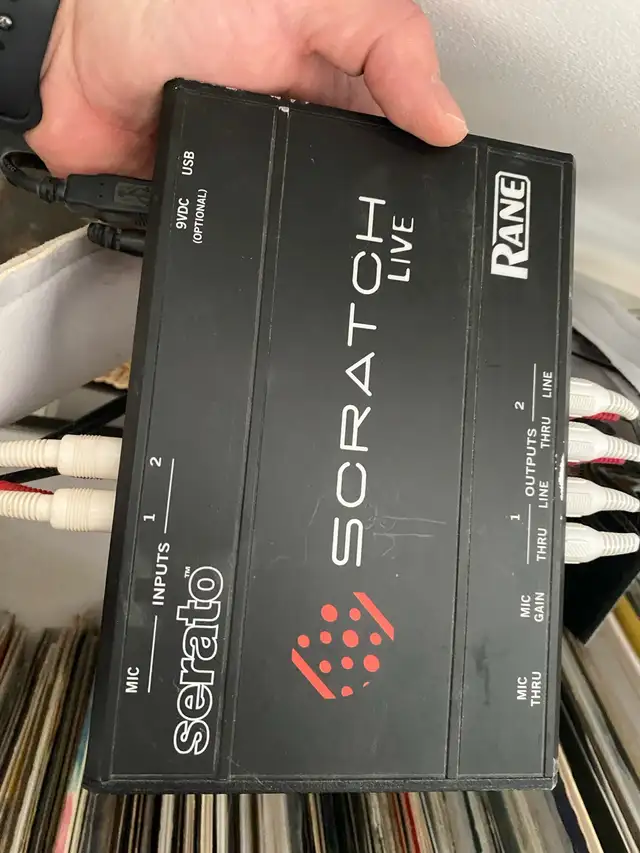 USB
9VDC
(OPTIONAL)
MIC INPUTS 1 2
serato™
SCRATCH
LIVE
RANE
1 OUTPUTS 2
THRU LINE THRU LINE
MIC
GAIN
MIC
THRU